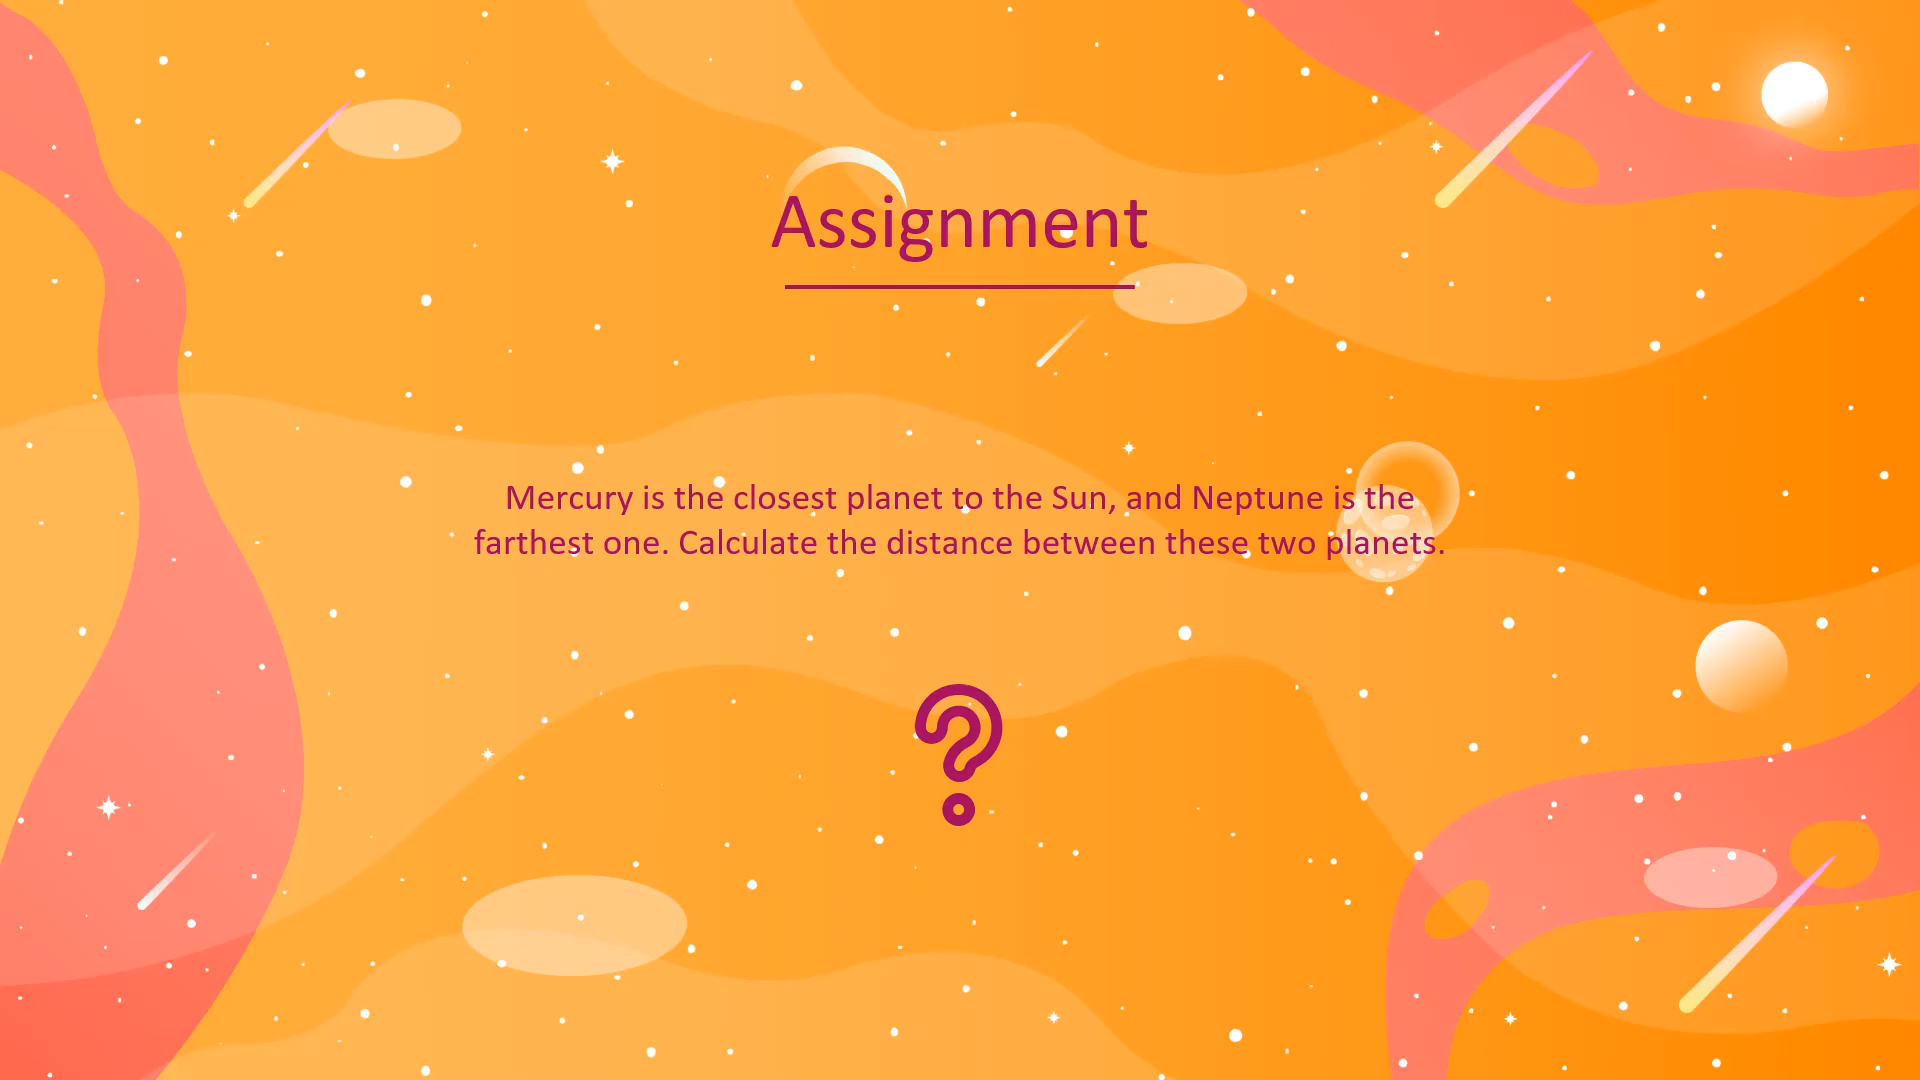 Assignment
Mercury is the closest planet to the Sun, and Neptune is the
farthest one. Calculate the distance between these two planets.
?